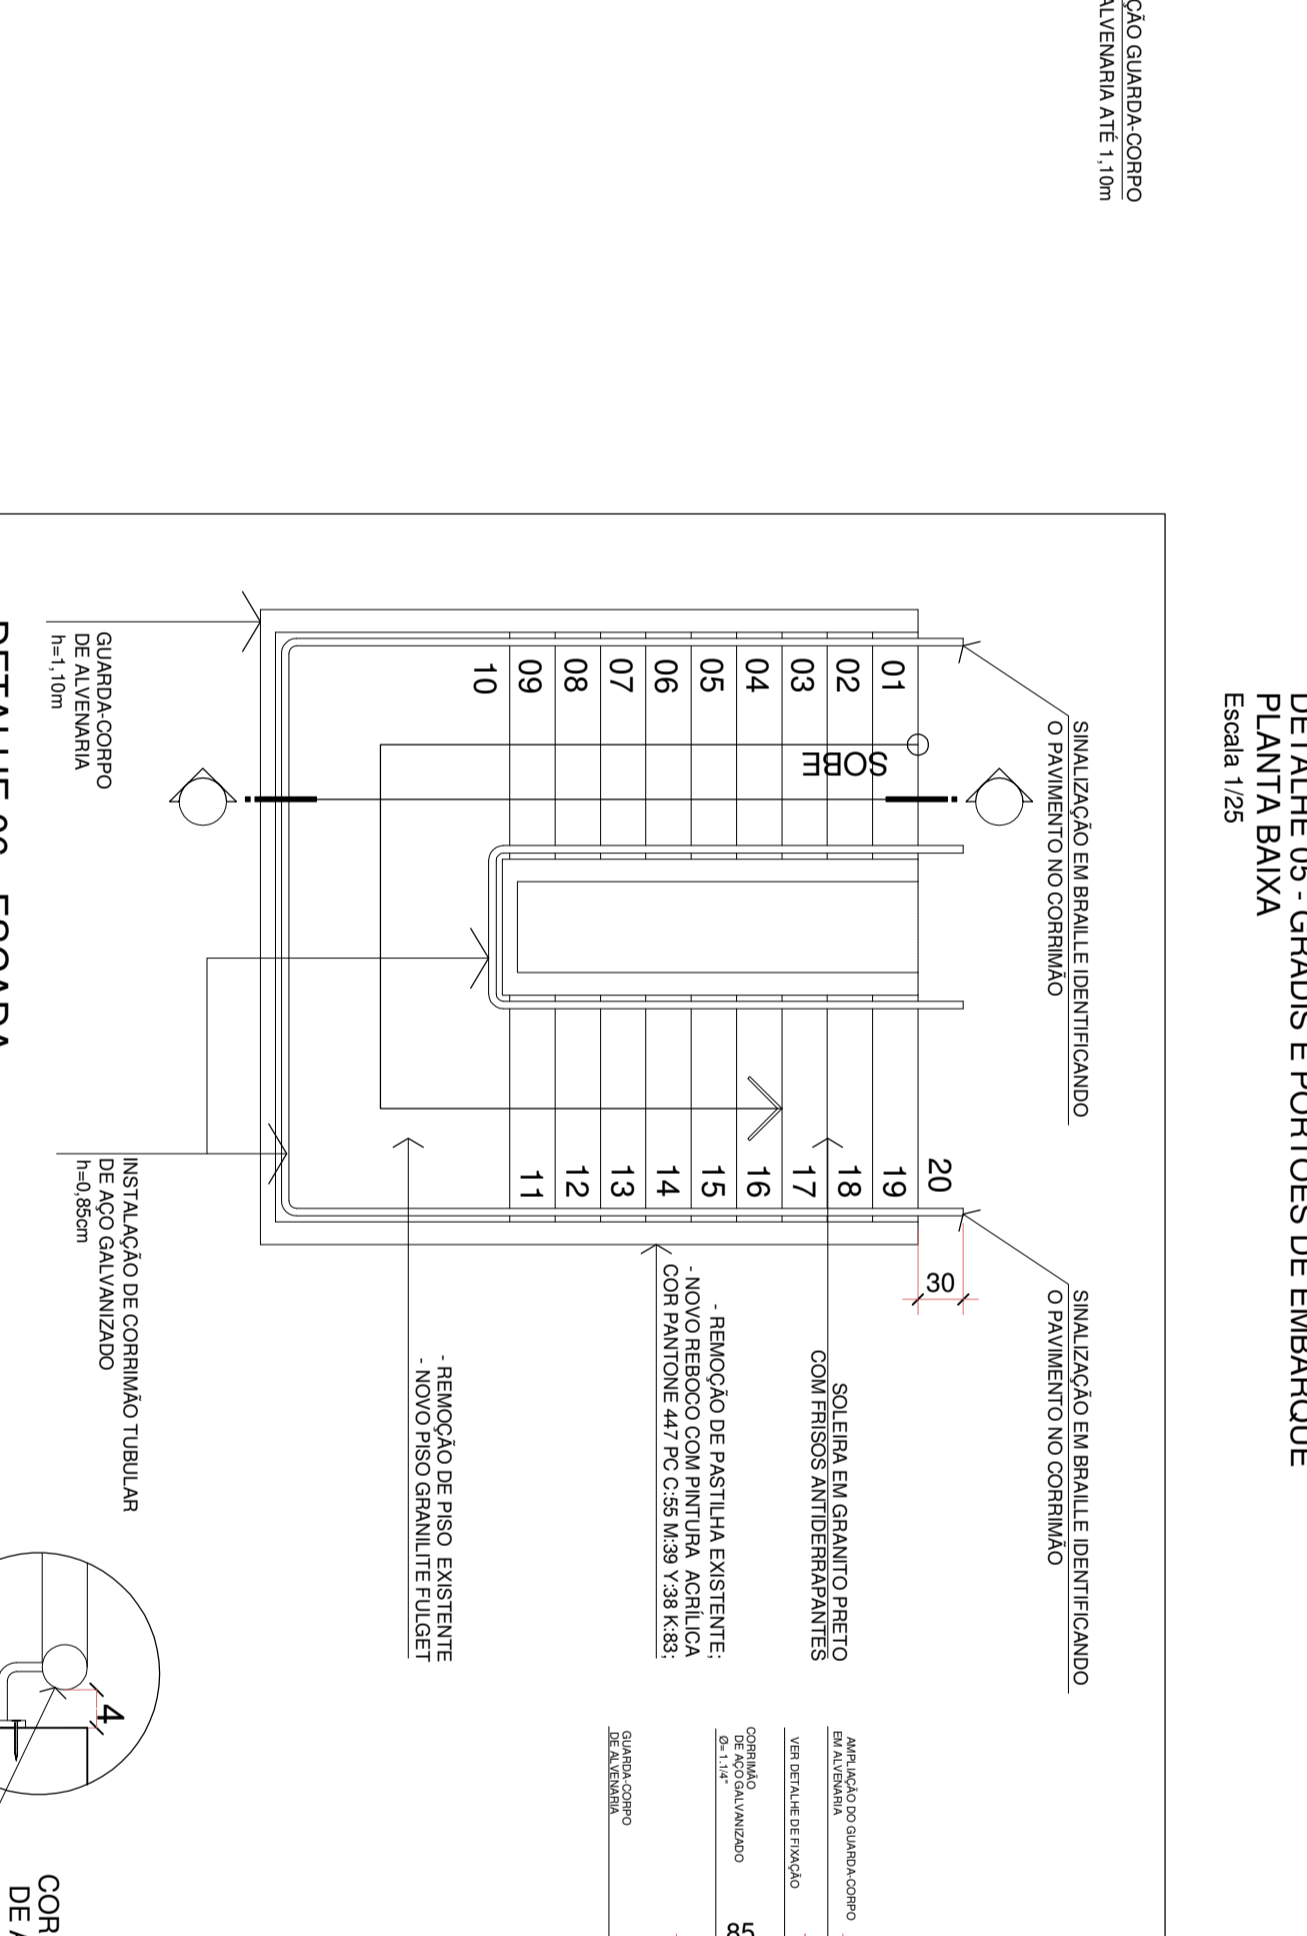 ÇÃO GUARDA-CORPO
ALVENARIA ATÉ 1,10m
DETALHE 05 - GRADIS E PORTÕES DE EMBARQUE
PLANTA BAIXA
Escala 1/25
SINALIZAÇÃO EM BRAILLE IDENTIFICANDO
O PAVIMENTO NO CORRIMÃO
SINALIZAÇÃO EM BRAILLE IDENTIFICANDO
O PAVIMENTO NO CORRIMÃO
30
01
02
03
04
05
06
07
08
09
10
SOBE
20
19
18
17
16
15
14
13
12
11
SOLEIRA EM GRANITO PRETO
COM FRISOS ANTIDERRAPANTES
- REMOÇÃO DE PASTILHA EXISTENTE;
- NOVO REBOCO COM PINTURA ACRÍLICA
COR PANTONE 447 PC C:55 M:39 Y:38 K:83;
- REMOÇÃO DE PISO EXISTENTE
- NOVO PISO GRANILITE FULGET
GUARDA-CORPO
DE ALVENARIA
h=1,10m
INSTALAÇÃO DE CORRIMÃO TUBULAR
DE AÇO GALVANIZADO
h=0,85cm
AMPLIAÇÃO DO GUARDA-CORPO
EM ALVENARIA
VER DETALHE DE FIXAÇÃO
CORRIMÃO
DE AÇO GALVANIZADO
Ø= 1.1/4"
85
GUARDA-CORPO
DE ALVENARIA
4
COR
DE A
ESCADA